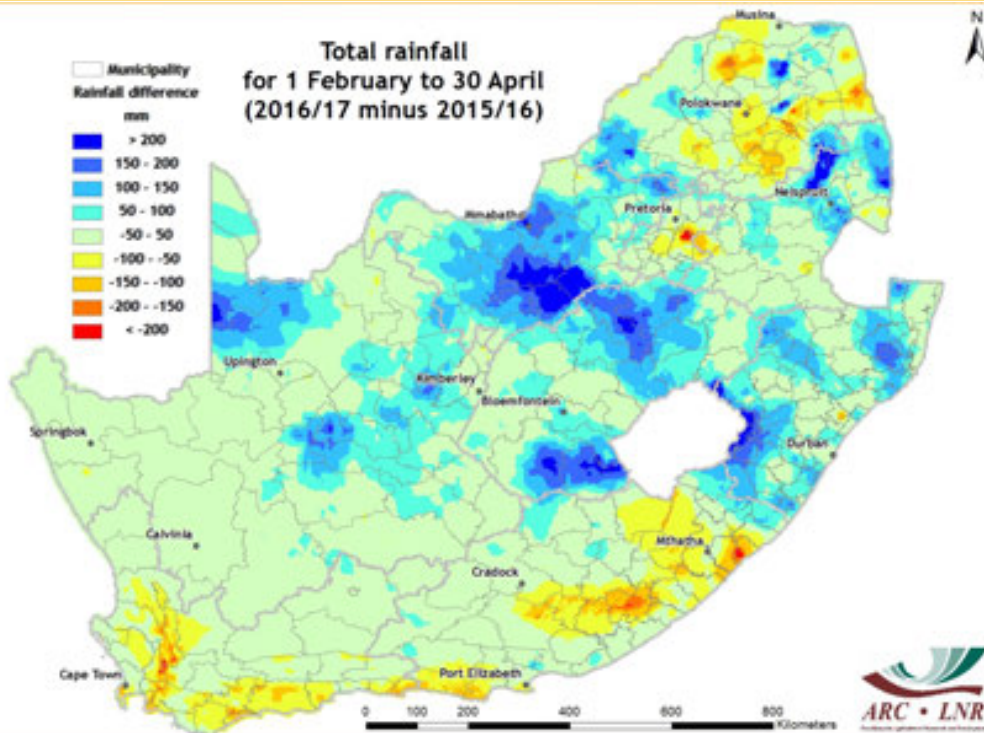 Total rainfall
for 1 February to 30 April
(2016/17 minus 2015/16)
N
Municipality
Rainfall difference
mm
> 200
150 - 200
100 - 150
50 - 100
-50 - 50
-100 - -50
-150 - -100
-200 - -150
< -200
Musina
Polokwane
Nelspruit
Mmabatho
Pretoria
Upington
Kimberley
Bloemfontein
Springbok
Durban
Calvinia
Mthatha
Cradock
Cape Town
Port Elizabeth
0 100 200 400 600 800
Kilometers
ARC • LNR